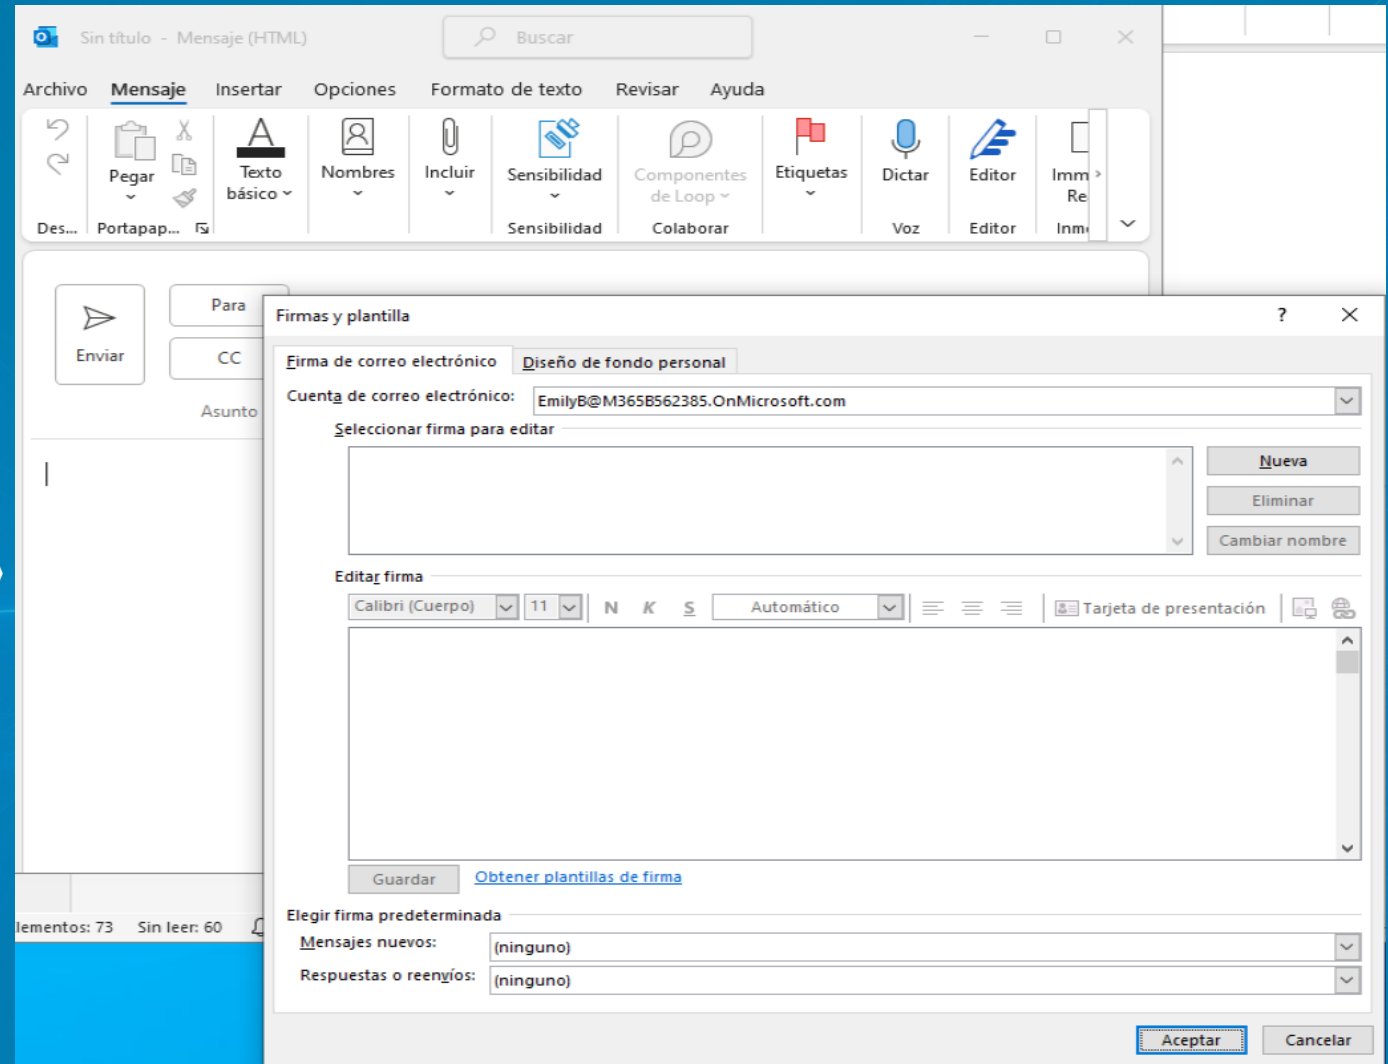 Sin título - Mensaje (HTML)
Buscar
Archivo Mensaje Insertar Opciones Formato de texto Revisar Ayuda
Pegar
Texto básico
Nombres
Incluir
Sensibilidad
Componentes de Loop
Etiquetas
Dictar
Editor
Des... Portapap... Sensibilidad Colaborar Voz Editor
Enviar
Para
CC
Asunto
Firmas y plantilla ?
Firma de correo electrónico Diseño de fondo personal
Cuenta de correo electrónico: EmilyB@M365B562385.OnMicrosoft.com
Seleccionar firma para editar
Nueva
Eliminar
Cambiar nombre
Editar firma
Calibri (Cuerpo) 11 N K S Automático Tarjeta de presentación
Guardar Obtener plantillas de firma
Elegir firma predeterminada
Mensajes nuevos: (ninguno)
Respuestas o reenvíos: (ninguno)
lementos: 73 Sin leer: 60
Aceptar Cancelar